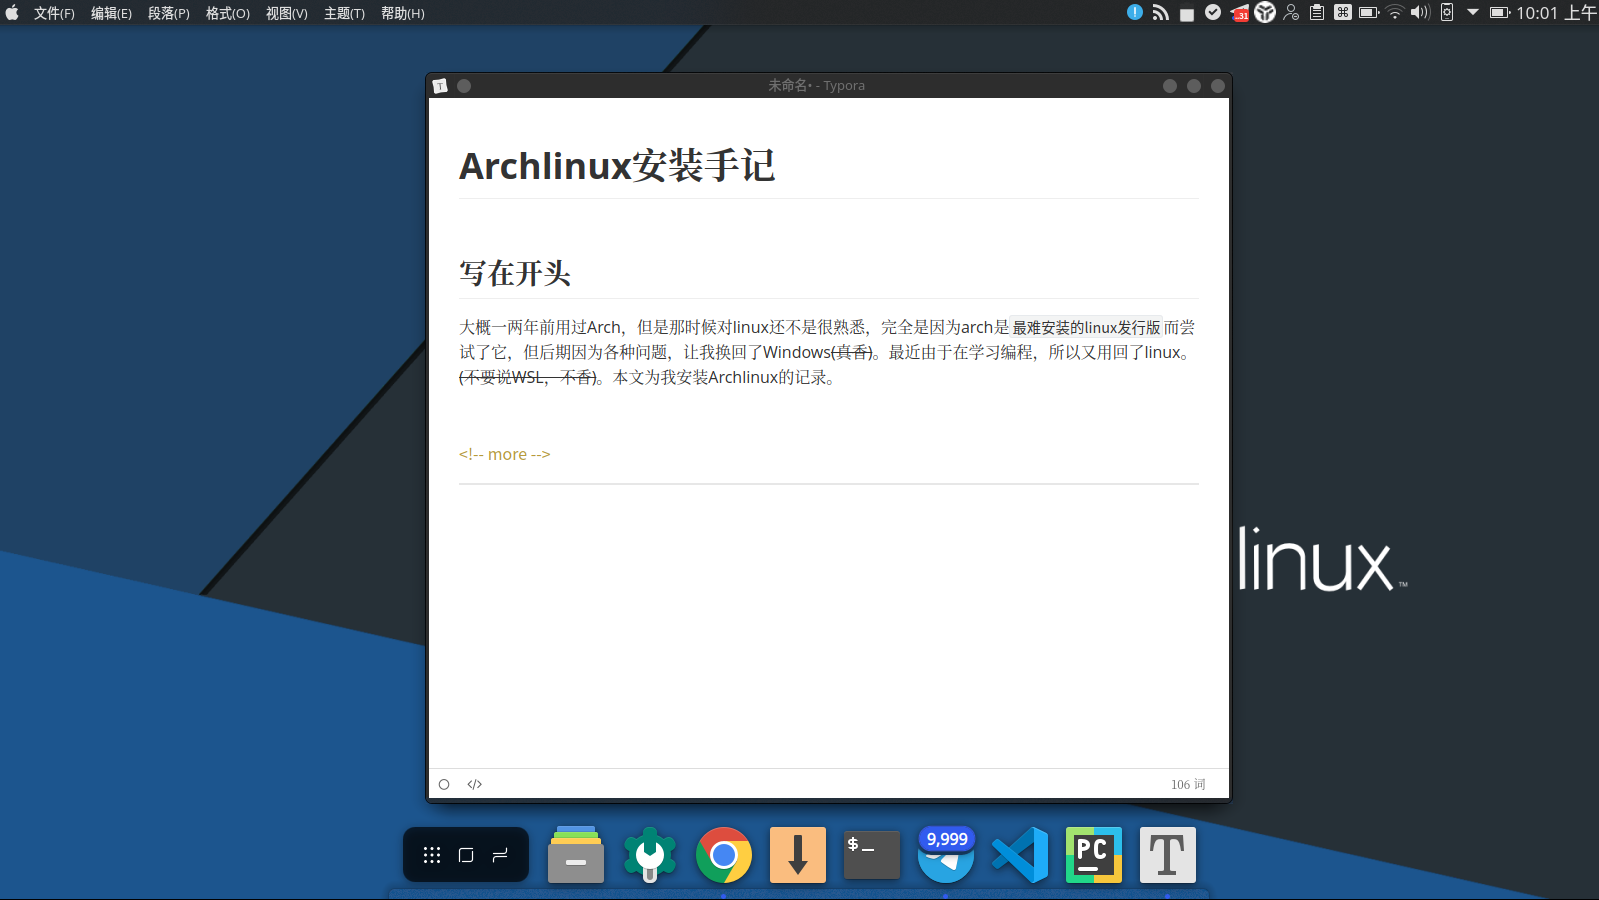 文件(F) 编辑(E) 段落(P) 格式(O) 视图(V) 主题(T) 帮助(H) 31 10:01 上午
未命名• - Typora
Archlinux安装手记
写在开头
大概一两年前用过Arch，但是那时候对linux还不是很熟悉，完全是因为arch是最难安装的linux发行版而尝
试了它，但后期因为各种问题，让我换回了Windows(真香)。最近由于在学习编程，所以又用回了linux。
(不要说WSL，不香)。本文为我安装Archlinux的记录。
<!-- more -->
linux™
</> 106 词
$_ 9,999 PC T